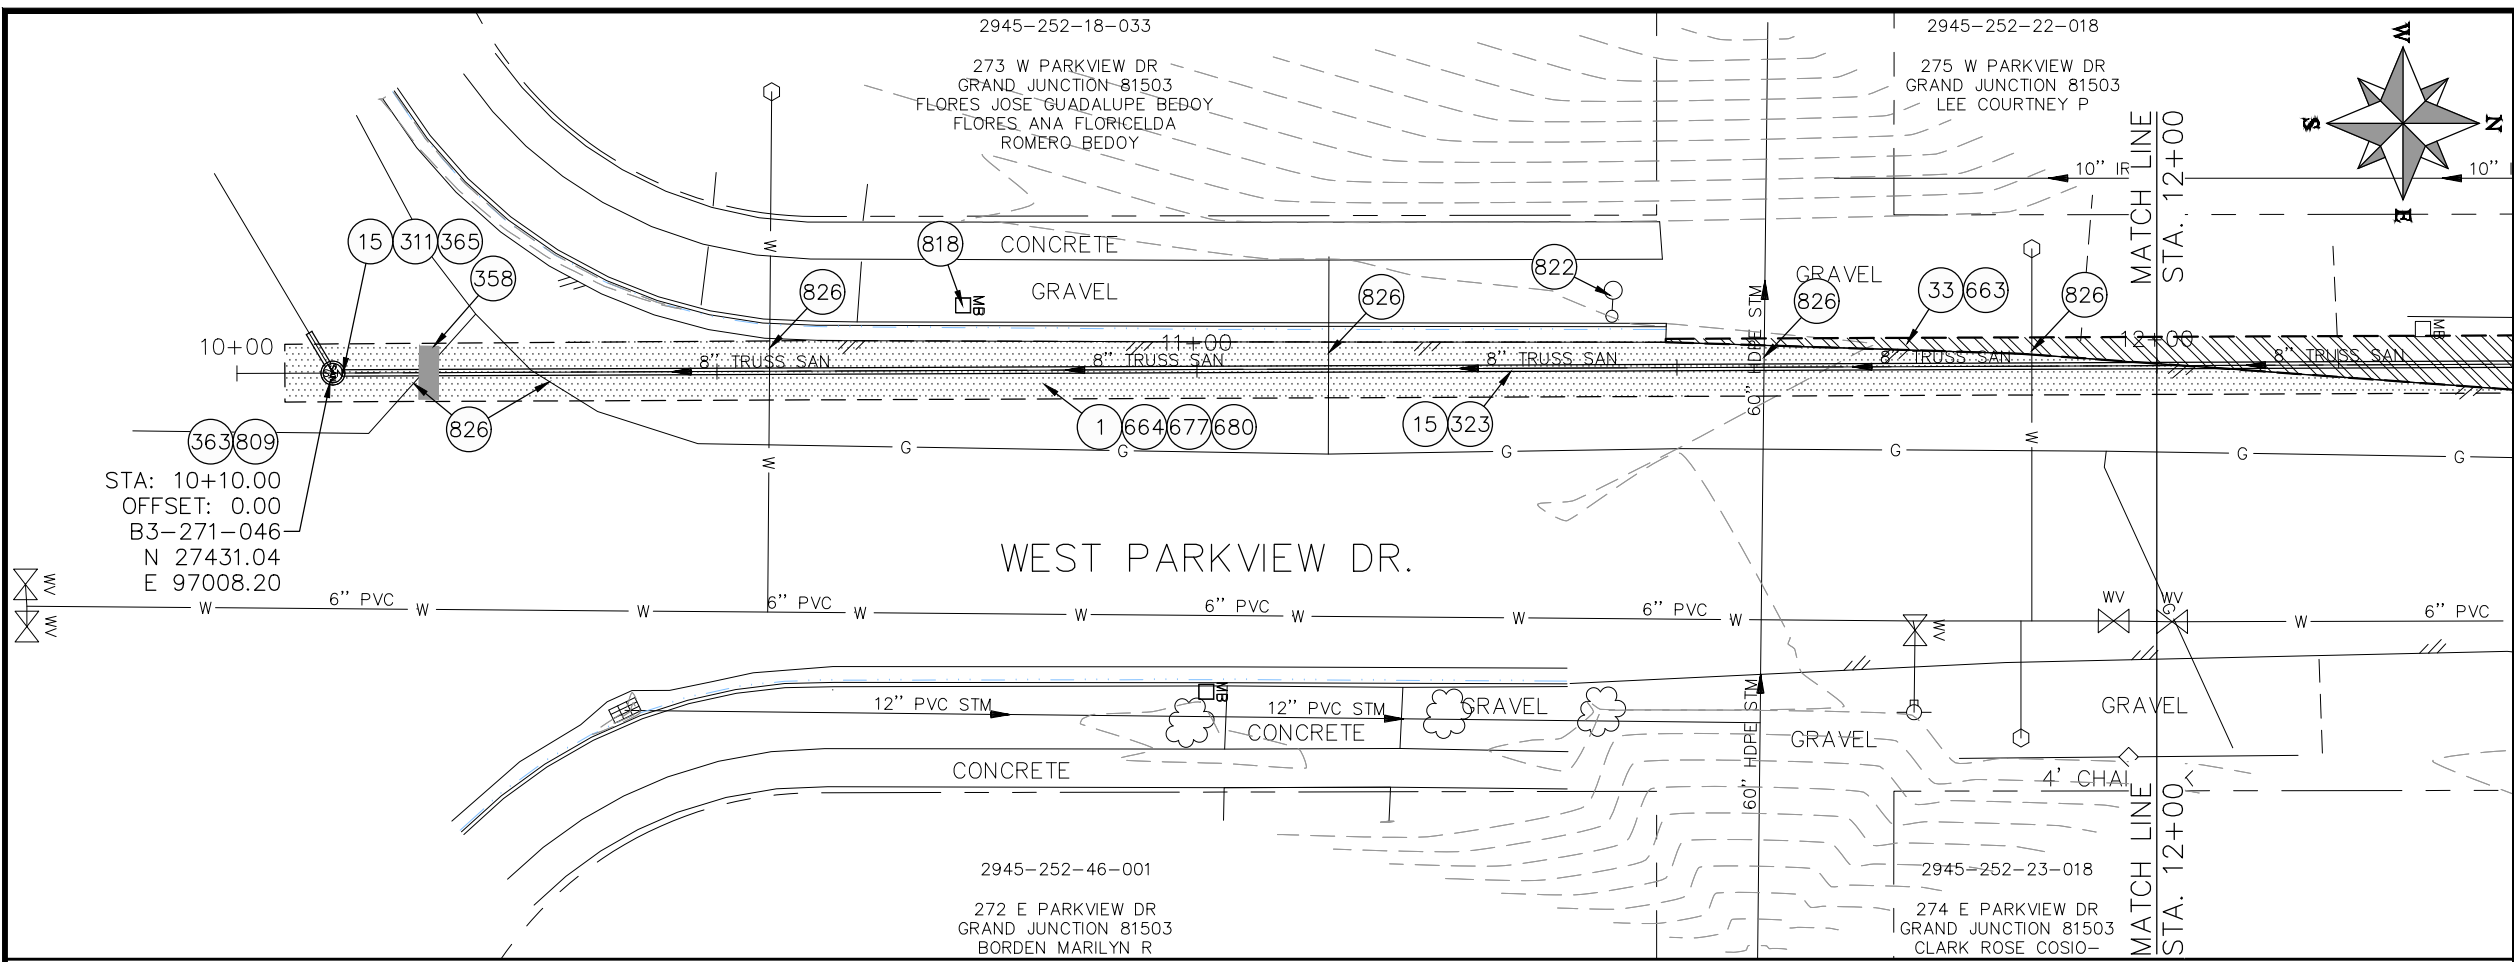 2945-252-18-033
273 W PARKVIEW DR
GRAND JUNCTION 81503
FLORES JOSE GUADALUPE BEDOY
FLORES ANA FLORICELDA
ROMERO BEDOY
2945-252-22-018
275 W PARKVIEW DR
GRAND JUNCTION 81503
LEE COURTNEY P
W
N
S
E
MATCH LINE
STA. 12+00
10" IR
10"
15 311 365
358
818
822
826
826
826
33 663
826
CONCRETE
GRAVEL
GRAVEL
MB
MB
W
10+00
11+00
12+00
8" TRUSS SAN
8" TRUSS SAN
8" TRUSS SAN
8" TRUSS SAN
8" TRUSS SAN
60" HDPE STM
363 809
826
1 664 677 680
15 323
STA: 10+10.00
OFFSET: 0.00
B3-271-046
N 27431.04
E 97008.20
G G G G G G
W W
WEST PARKVIEW DR.
WV
WV
W 6" PVC W W 6" PVC W W 6" PVC W W 6" PVC W W 6" PVC
WV
WV
WV
G
12" PVC STM
12" PVC STM
MB
GRAVEL
CONCRETE
CONCRETE
60" HDPE STM
GRAVEL
GRAVEL
4' CHAI
MATCH LINE
STA. 12+00
2945-252-46-001
272 E PARKVIEW DR
GRAND JUNCTION 81503
BORDEN MARILYN R
2945-252-23-018
274 E PARKVIEW DR
GRAND JUNCTION 81503
CLARK ROSE COSIO-